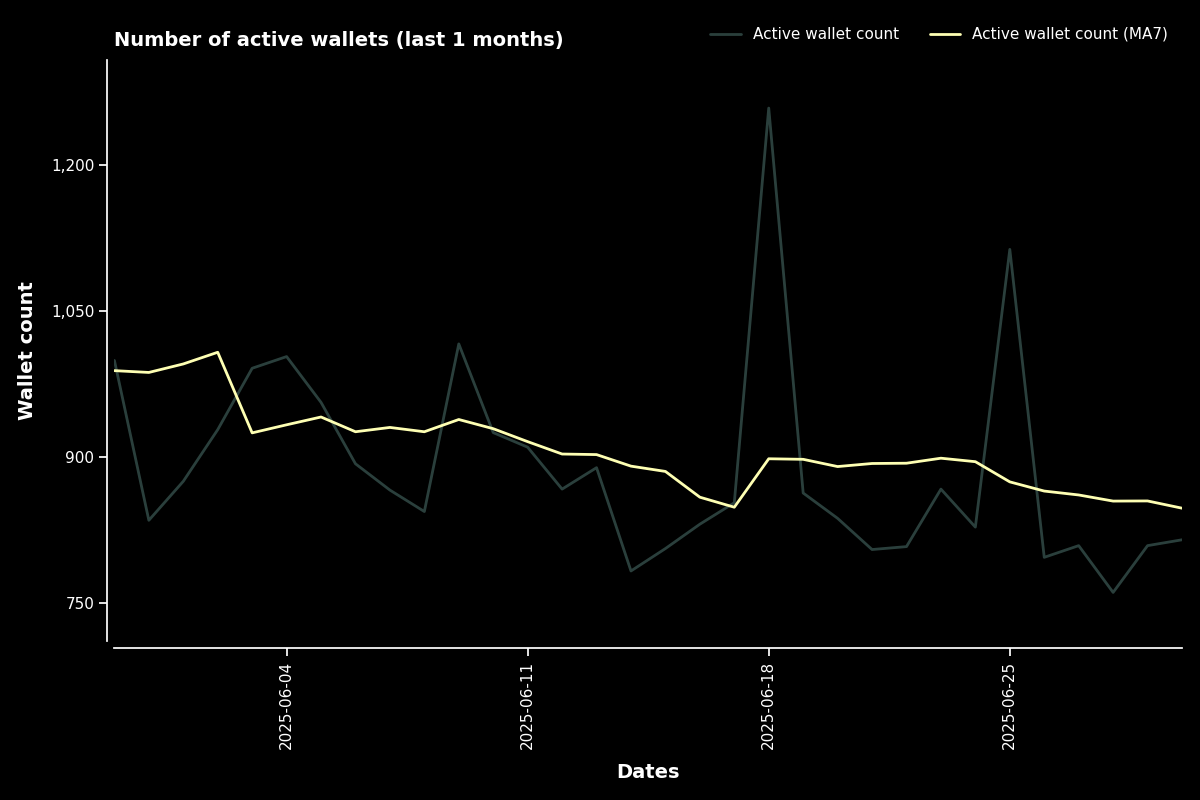 Number of active wallets (last 1 months)
Active wallet count
Active wallet count (MA7)
Wallet count
1,200
1,050
900
750
2025-06-04
2025-06-11
2025-06-18
2025-06-25
Dates